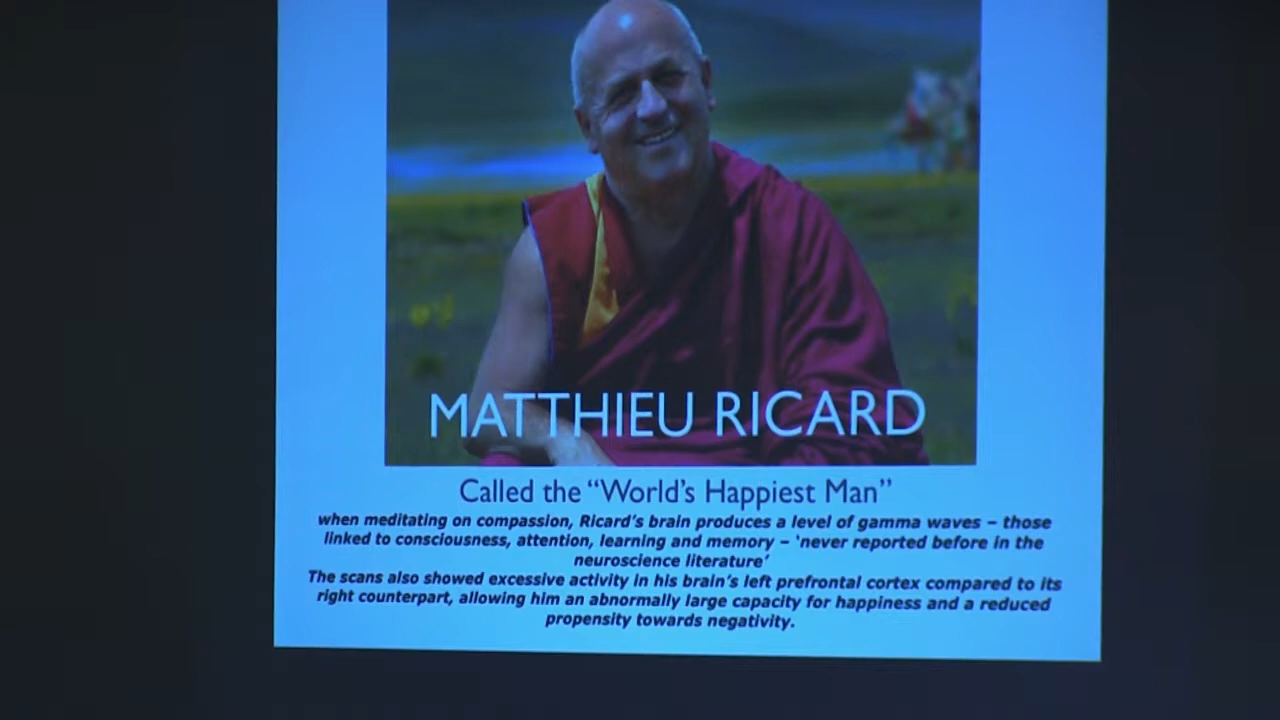 MATTHIEU RICARD
Called the “World’s Happiest Man”
when meditating on compassion, Ricard’s brain produces a level of gamma waves – those
linked to consciousness, attention, learning and memory – ‘never reported before in the
neuroscience literature’
The scans also showed excessive activity in his brain’s left prefrontal cortex compared to its
right counterpart, allowing him an abnormally large capacity for happiness and a reduced
propensity towards negativity.